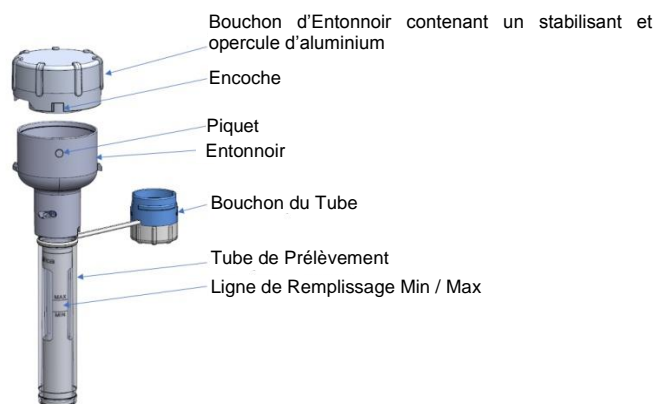 Bouchon d'Entonnoir contenant un stabilisant et
opercule d'aluminium
Encoche
Piquet
Entonnoir
Bouchon du Tube
Tube de Prélèvement
Ligne de Remplissage Min / Max
MAX
MIN